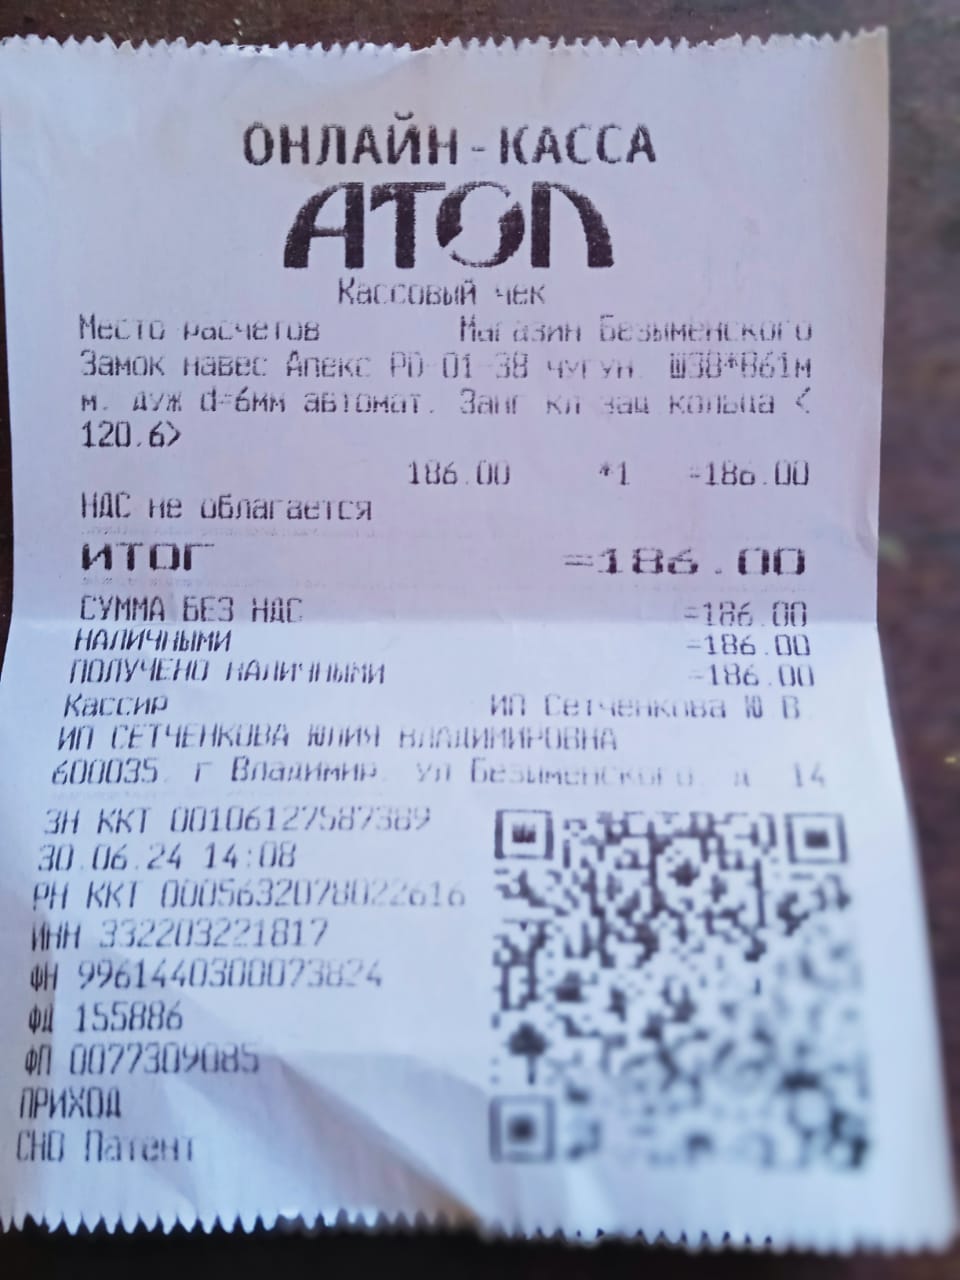 ОНЛАЙН-КАССА
АТОЛ
Кассовый чек
Место расчетов Магазин Безыменского
Замок навес Апекс PD-01-38 чугун. Ш38*В61м
м. дуж d=6мм автомат. Занг кл защ кольца <
120.6>
186.00 *1 =186.00
НДС не облагается
ИТОГ =186.00
СУММА БЕЗ НДС =186.00
НАЛИЧНЫМИ =186.00
ПОЛУЧЕНО НАЛИЧНЫМИ =186.00
Кассир ИП Сетченкова Ю В
ИП СЕТЧЕНКОВА ЮЛИЯ ВЛАДИМИРОВНА
600035. г Владимир. ул Безыменского. д 14
ЗН ККТ 00106127587389
30.06.24 14:08
РН ККТ 0005632078022616
ИНН 332203221817
ФН 9961440300073824
ФД 155886
ФП 0077309085
ПРИХОД
СНО Патент